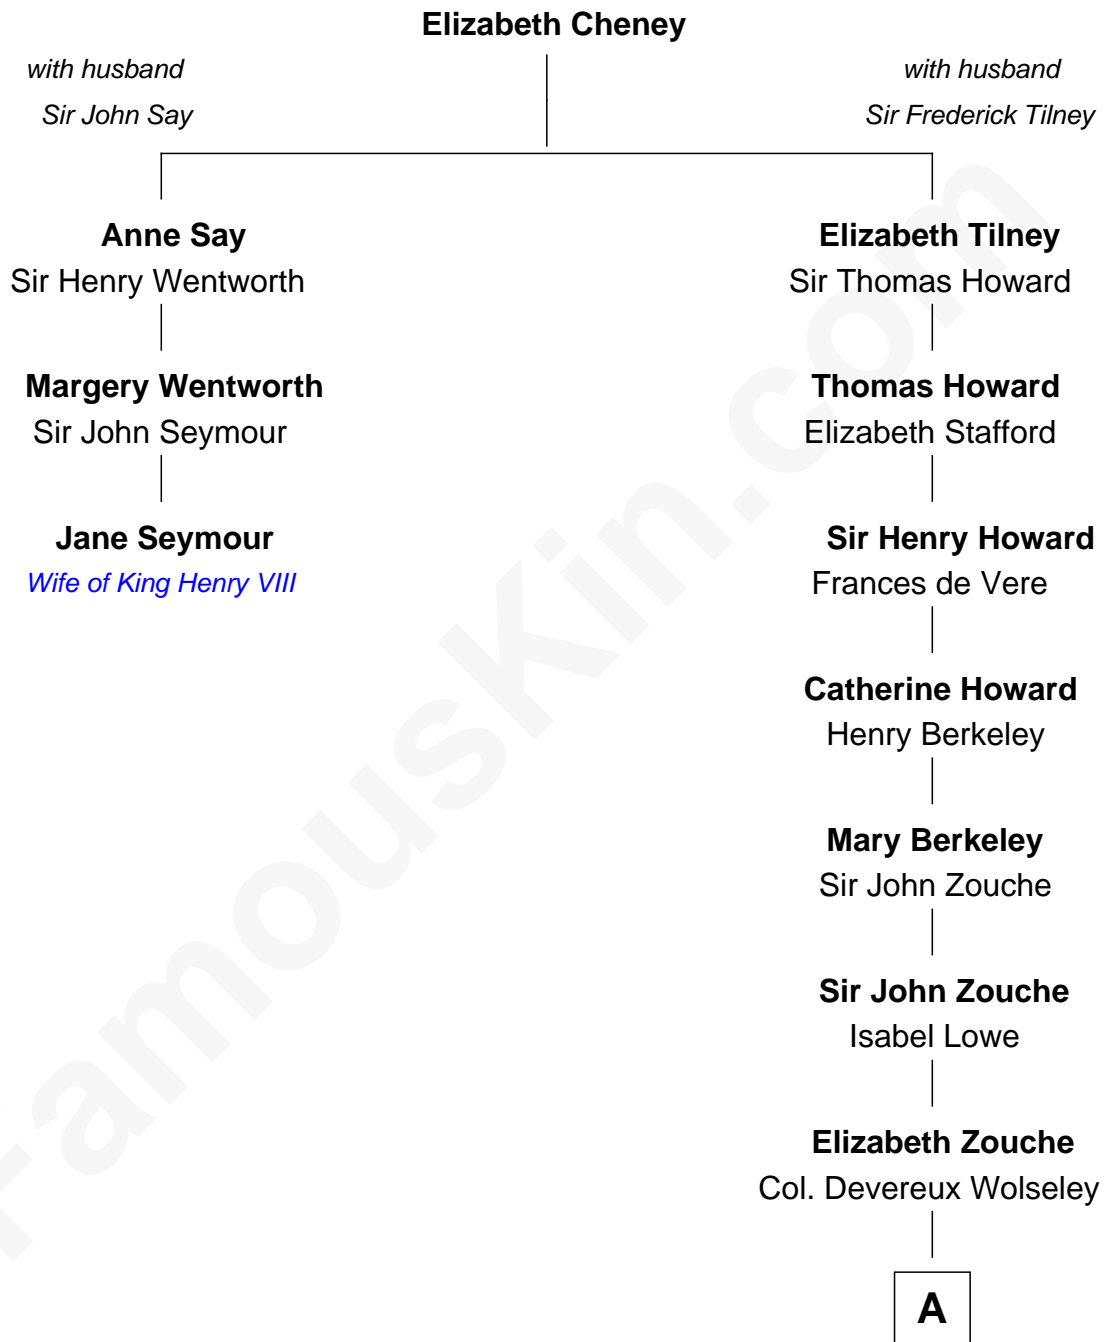 Elizabeth Cheney
with husband
Sir John Say
with husband
Sir Frederick Tilney
Anne Say
Sir Henry Wentworth
Elizabeth Tilney
Sir Thomas Howard
Margery Wentworth
Sir John Seymour
Thomas Howard
Elizabeth Stafford
Jane Seymour
Wife of King Henry VIII
Sir Henry Howard
Frances de Vere
Catherine Howard
Henry Berkeley
Mary Berkeley
Sir John Zouche
Sir John Zouche
Isabel Lowe
Elizabeth Zouche
Col. Devereux Wolseley
A
FamousKin.com